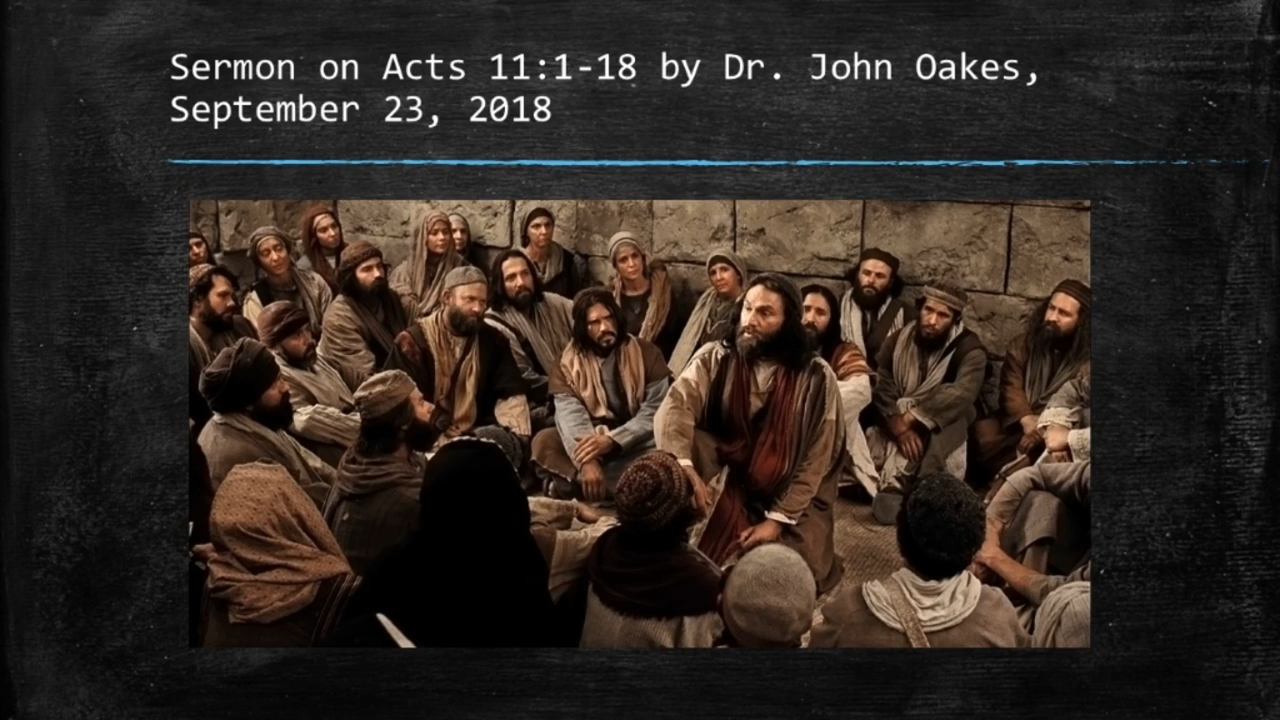 Sermon on Acts 11:1-18 by Dr. John Oakes,
September 23, 2018